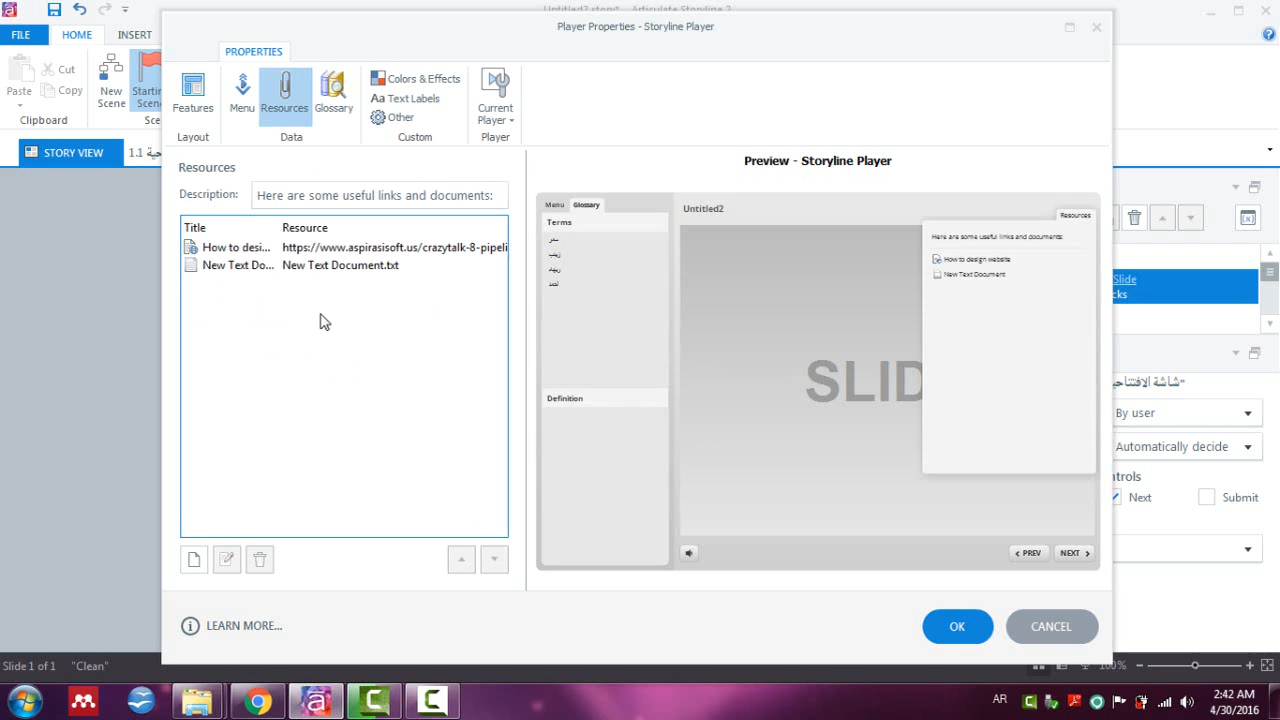 Untitled2.story* - Articulate Storyline 2
Player Properties - Storyline Player
FILE
HOME
INSERT
PROPERTIES
Paste
Cut
Copy
New Scene
Clipboard
Features
Menu
Resources
Glossary
Colors & Effects
Text Labels
Other
Current Player
Layout
Data
Custom
Player
STORY VIEW
1.1
Resources
Description:
Here are some useful links and documents:
Title
Resource
How to desi...
https://www.aspirasisoft.us/crazytalk-8-pipeli
New Text Do...
New Text Document.txt
Preview - Storyline Player
Menu
Glossary
Untitled2
Resources
Terms
زينب
Here are some useful links and documents:
How to design website
New Text Document
SLID
Definition
PREV
NEXT
Slide
cks
شاشة الافتتاحية"
By user
Automatically decide
ntrols
Next
Submit
LEARN MORE...
OK
CANCEL
Slide 1 of 1
"Clean"
100%
AR
2:42 AM
4/30/2016